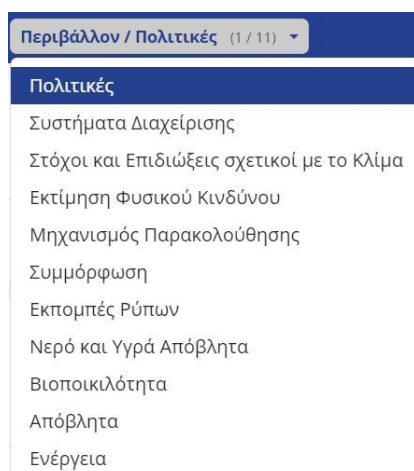 Περιβάλλον / Πολιτικές (1 / 11)
Πολιτικές
Συστήματα Διαχείρισης
Στόχοι και Επιδιώξεις σχετικοί με το Κλίμα
Εκτίμηση Φυσικού Κινδύνου
Μηχανισμός Παρακολούθησης
Συμμόρφωση
Εκπομπές Ρύπων
Νερό και Υγρά Απόβλητα
Βιοποικιλότητα
Απόβλητα
Ενέργεια